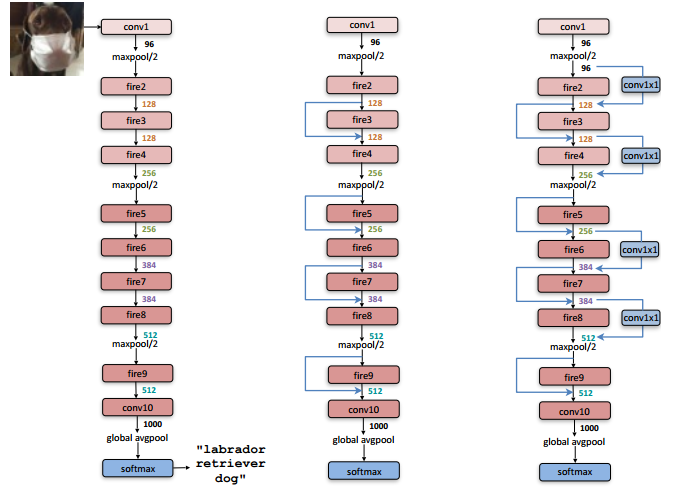 conv1
96
maxpool/2
fire2
128
fire3
128
fire4
256
maxpool/2
fire5
256
fire6
384
fire7
384
fire8
512
maxpool/2
fire9
512
conv10
1000
global avgpool
softmax
"labrador
retriever
dog"
conv1
96
maxpool/2
fire2
128
fire3
128
fire4
256
maxpool/2
fire5
256
fire6
384
fire7
384
fire8
512
maxpool/2
fire9
512
conv10
1000
global avgpool
softmax
conv1
96
maxpool/2
96
conv1x1
fire2
128
fire3
128
conv1x1
fire4
256
maxpool/2
fire5
256
conv1x1
fire6
384
fire7
384
conv1x1
fire8
512
maxpool/2
fire9
512
conv10
1000
global avgpool
softmax